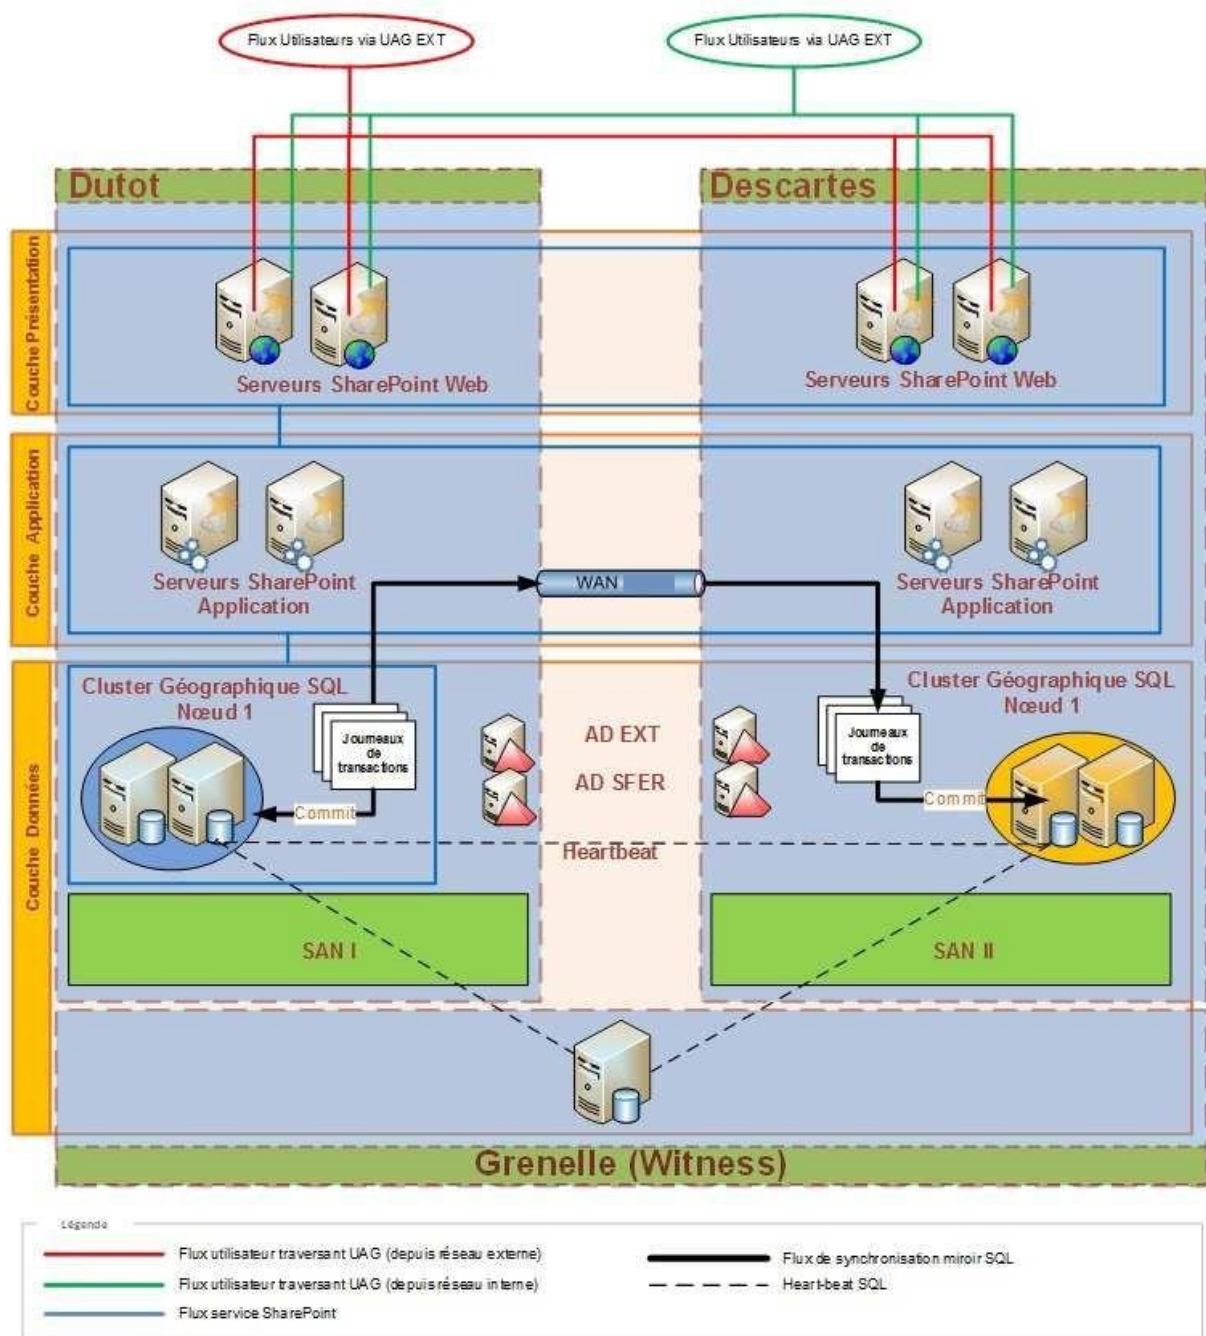 Flux Utilisateurs via UAG EXT
Flux Utilisateurs via UAG EXT
Dutot
Descartes
Couche Présentation
Serveurs SharePoint Web
Serveurs SharePoint Web
Couche Application
Serveurs SharePoint
Application
WAN
Serveurs SharePoint
Application
Couche Données
Cluster Géographique SQL
Nœud 1
Journeaux
de
transactions
Commit
AD EXT
AD SFER
Heartbeat
Cluster Géographique SQL
Nœud 1
Journeaux
de
transactions
Commit
SAN I
SAN II
Grenelle (Witness)
Légende
Flux utilisateur traversant UAG (depuis réseau externe)
Flux utilisateur traversant UAG (depuis réseau interne)
Flux service SharePoint
Flux de synchronisation miroir SQL
Heart-beat SQL